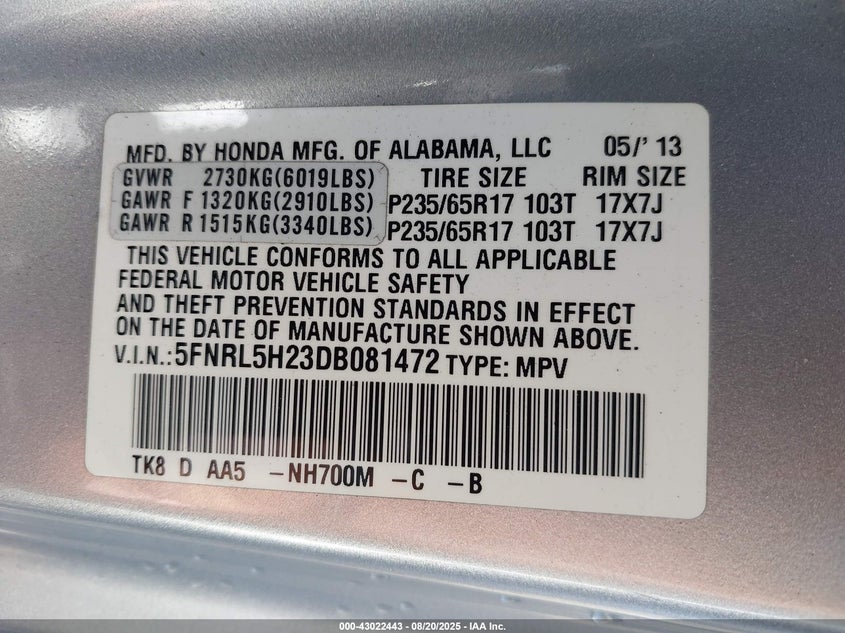 MFD. BY HONDA MFG. OF ALABAMA, LLC 05/' 13
GVWR 2730KG(6019LBS) TIRE SIZE RIM SIZE
GAWR F 1320KG(2910LBS) P235/65R17 103T 17X7J
GAWR R 1515KG(3340LBS) P235/65R17 103T 17X7J
THIS VEHICLE CONFORMS TO ALL APPLICABLE
FEDERAL MOTOR VEHICLE SAFETY
AND THEFT PREVENTION STANDARDS IN EFFECT
ON THE DATE OF MANUFACTURE SHOWN ABOVE.
V.I.N.:5FNRL5H23DB081472 TYPE: MPV
TK8 D AA5 -NH700M -C -B
000-43022443 - 08/20/2025 - IAA Inc.